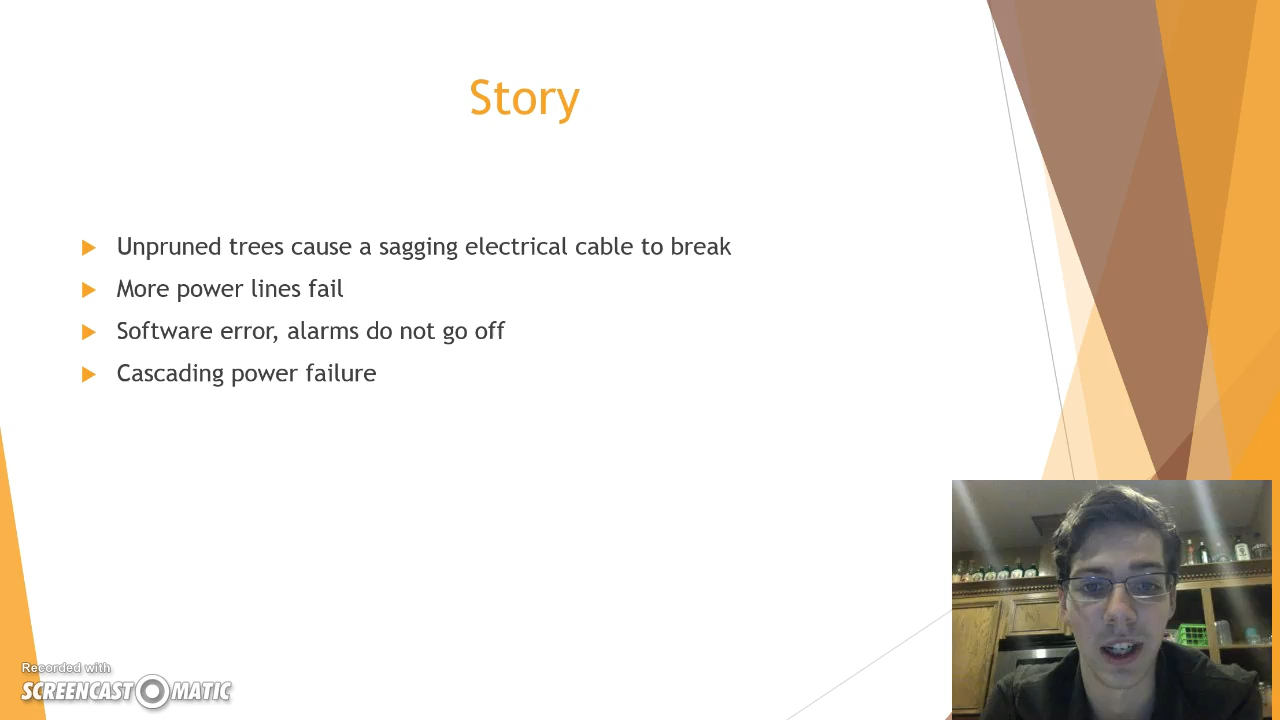 Story
Unpruned trees cause a sagging electrical cable to break
More power lines fail
Software error, alarms do not go off
Cascading power failure
Recorded with
SCREENCAST-O-MATIC